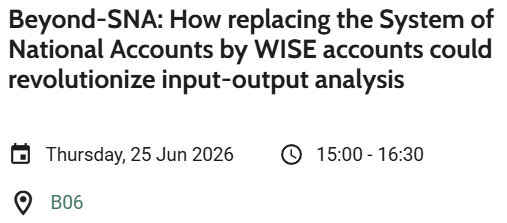 Beyond-SNA: How replacing the System of
National Accounts by WISE accounts could
revolutionize input-output analysis
Thursday, 25 Jun 2026 15:00 - 16:30
B06